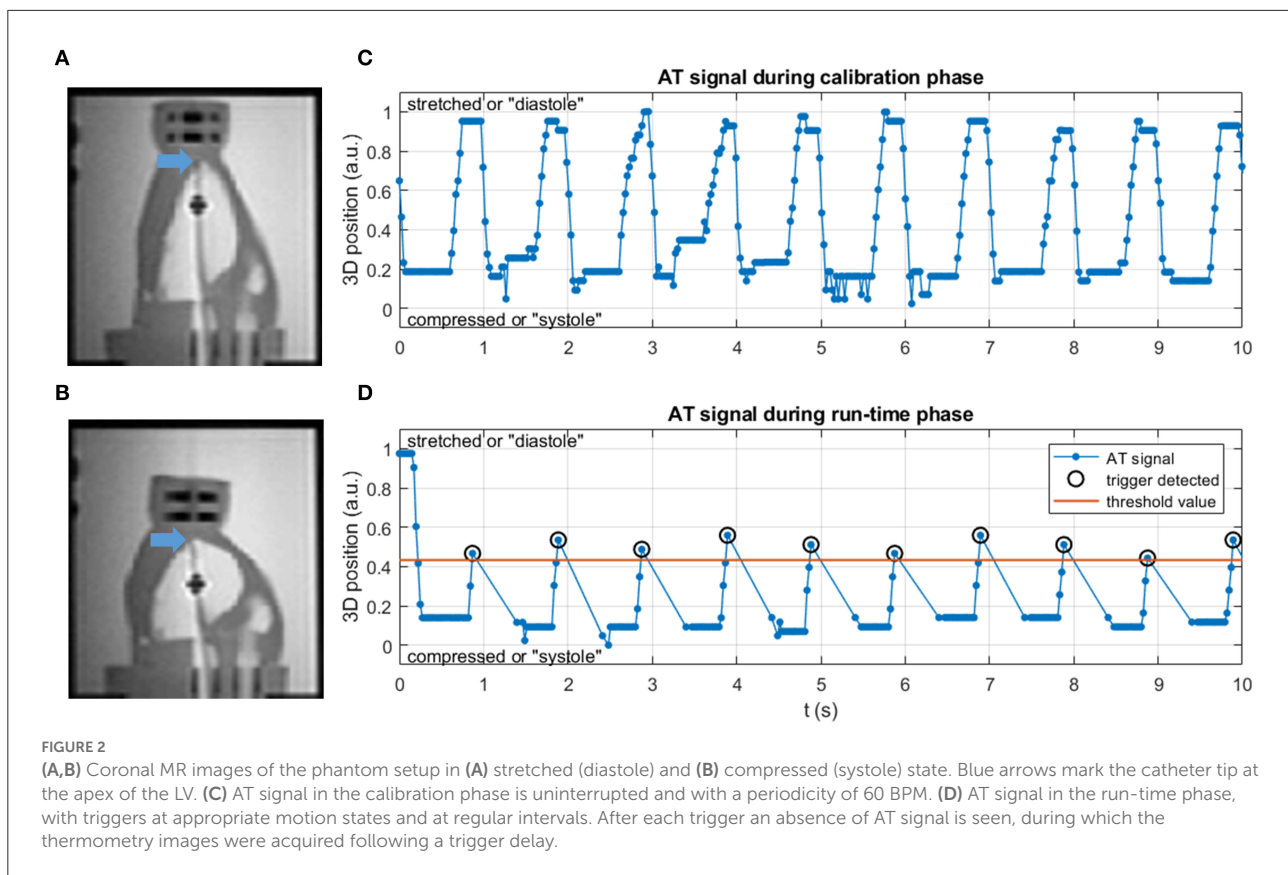 A
C
AT signal during calibration phase
stretched or "diastole"
1
0.8
0.6
0.4
0.2
0
3D position (a.u.)
compressed or "systole"
0 1 2 3 4 5 6 7 8 9 10
B
D
AT signal during run-time phase
stretched or "diastole"
AT signal
trigger detected
threshold value
1
0.8
0.6
0.4
0.2
0
3D position (a.u.)
compressed or "systole"
0 1 2 3 4 5 6 7 8 9 10
t (s)
FIGURE 2
(A,B) Coronal MR images of the phantom setup in (A) stretched (diastole) and (B) compressed (systole) state. Blue arrows mark the catheter tip at
the apex of the LV. (C) AT signal in the calibration phase is uninterrupted and with a periodicity of 60 BPM. (D) AT signal in the run-time phase,
with triggers at appropriate motion states and at regular intervals. After each trigger an absence of AT signal is seen, during which the
thermometry images were acquired following a trigger delay.